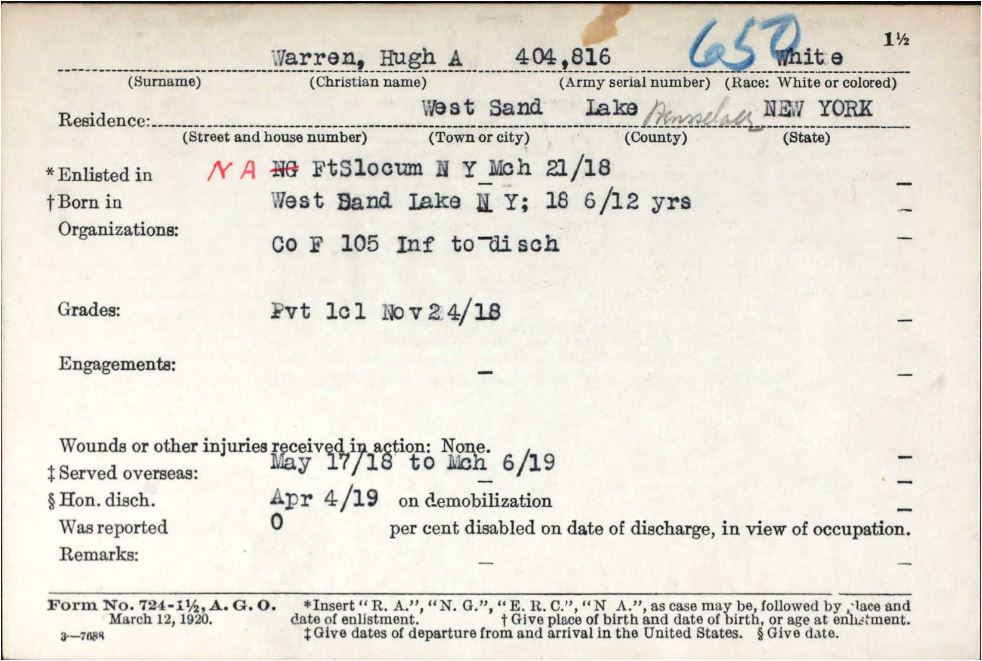 650 1½
Warren, Hugh A 404,816 White
(Surname) (Christian name) (Army serial number) (Race: White or colored)
Residence: West Sand Lake Rensselaer NEW YORK
(Street and house number) (Town or city) (County) (State)
*Enlisted in N A NG FtSlocum N Y Mch 21/18
†Born in West Sand Lake N Y; 18 6/12 yrs
Organizations:
Co F 105 Inf to disch
Grades: Pvt 1cl Nov 24/18
Engagements: –
Wounds or other injuries received in action: None.
‡Served overseas: May 17/18 to Mch 6/19
§Hon. disch. Apr 4/19 on demobilization
Was reported 0 per cent disabled on date of discharge, in view of occupation.
Remarks: –
Form No. 724-1½, A. G. O. *Insert "R. A.", "N. G.", "E. R. C.", "N A.", as case may be, followed by place and
March 12, 1920. date of enlistment. †Give place of birth and date of birth, or age at enlistment.
3—7688 ‡Give dates of departure from and arrival in the United States. §Give date.